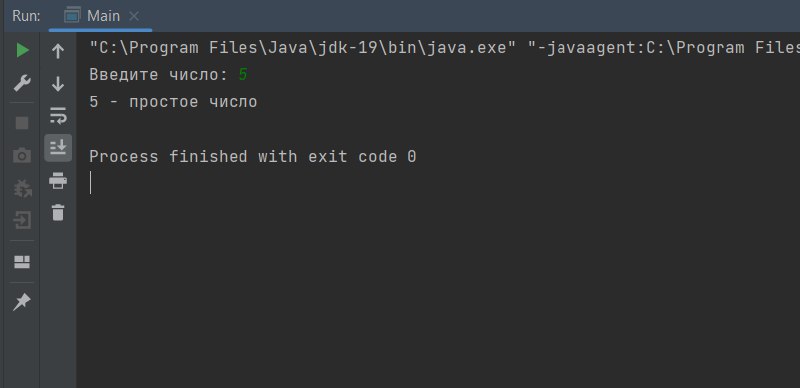 Run: Main
"C:\Program Files\Java\jdk-19\bin\java.exe" "-javaagent:C:\Program Files
Введите число: 5
5 - простое число
Process finished with exit code 0